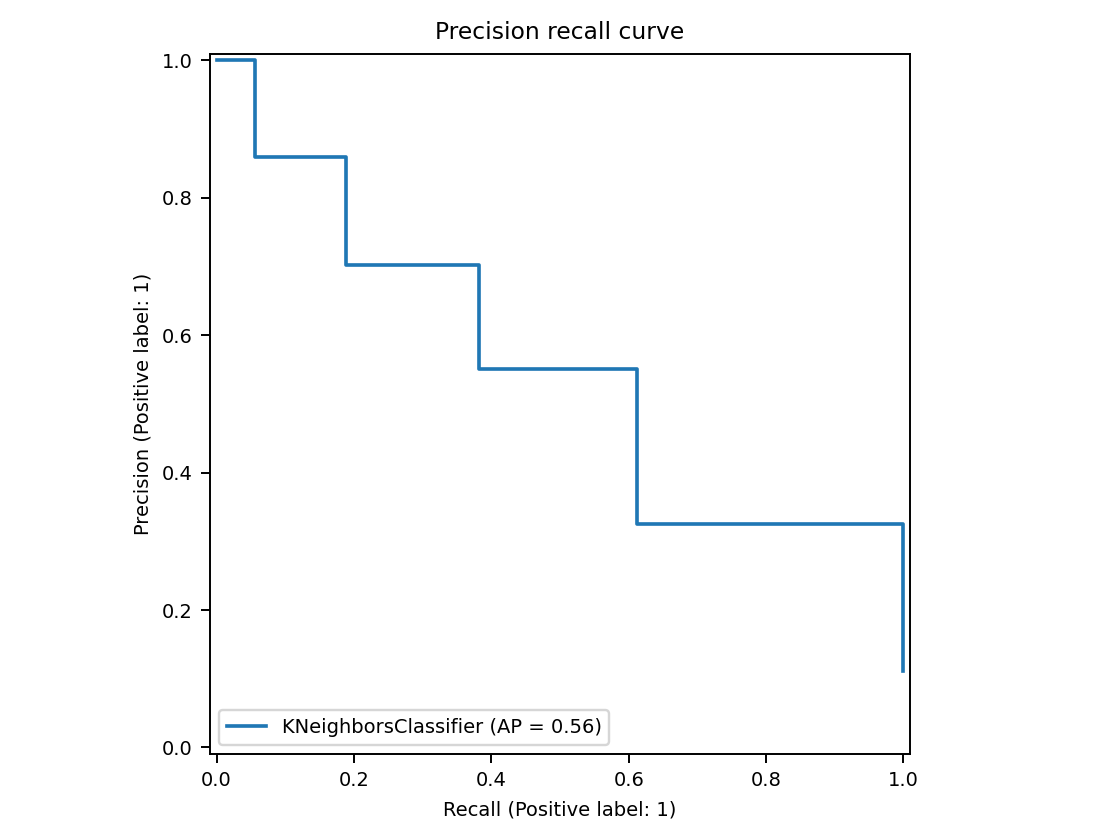 Precision recall curve
1.0
0.8
0.6
0.4
0.2
0.0
Precision (Positive label: 1)
KNeighborsClassifier (AP = 0.56)
0.0 0.2 0.4 0.6 0.8 1.0
Recall (Positive label: 1)